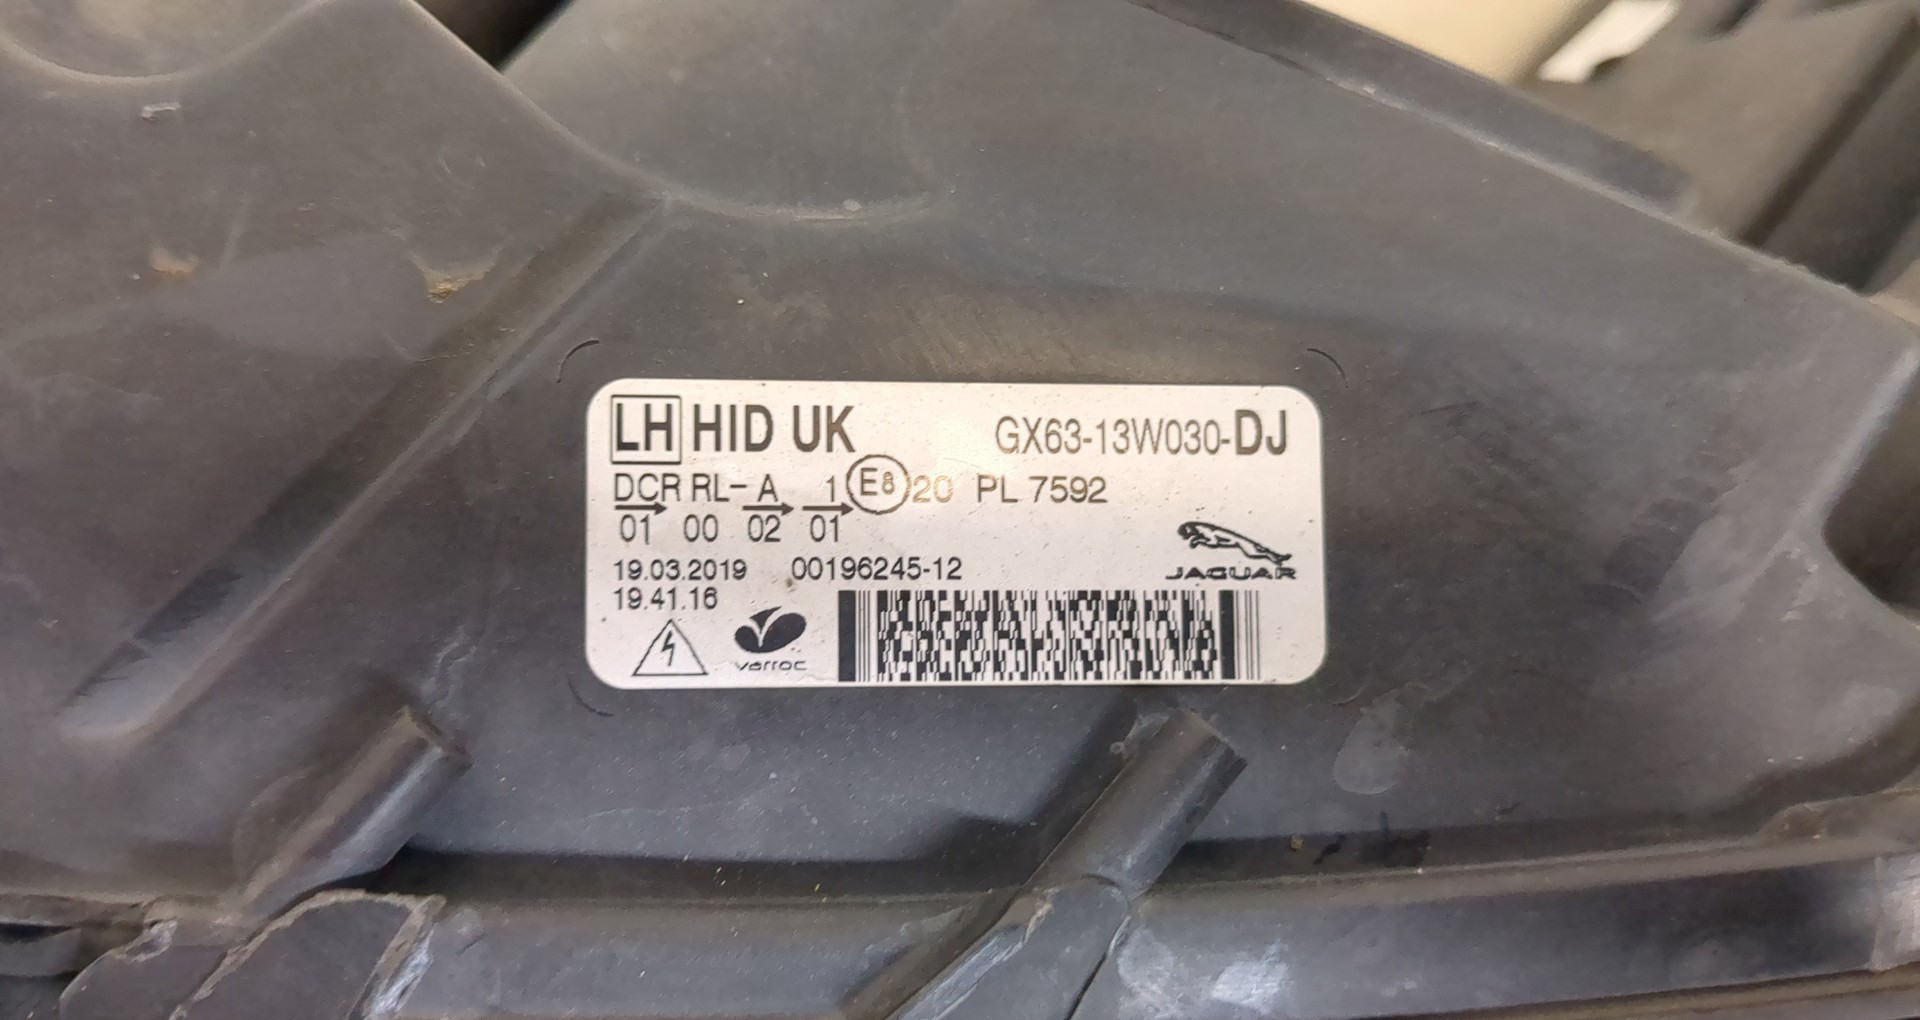 LH HID UK GX63-13W030-DJ
DCR RL- A 1 E8 20 PL 7592
01 00 02 01
19.03.2019 00196245-12
19.41.16
JAGUAR
varroc